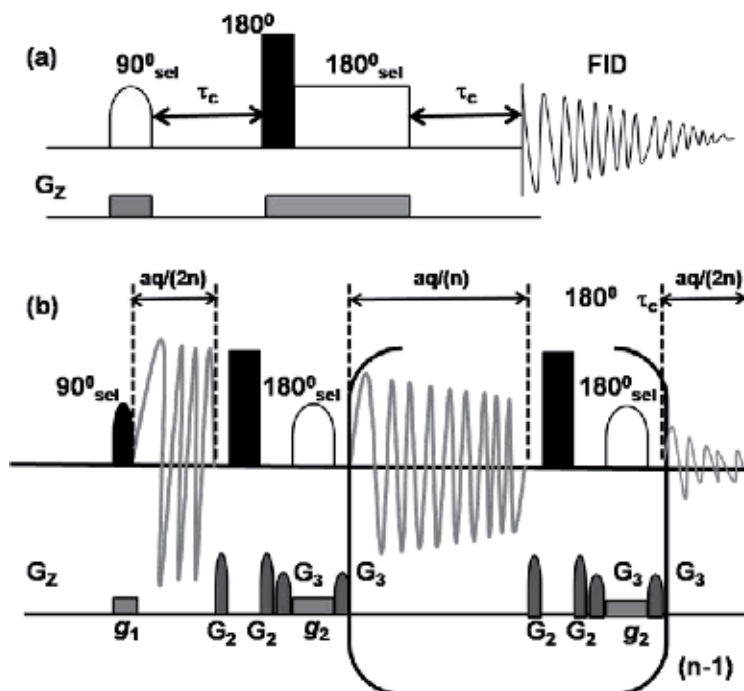 (a)
180⁰
90⁰sel
180⁰sel
FID
τc
τc
GZ
aq/(2n)
aq/(n)
aq/(2n)
(b)
180⁰
τc
90⁰sel
180⁰sel
180⁰sel
GZ
G3
G3
G3
G3
g1
G2
G2
g2
G2
G2
g2
(n-1)